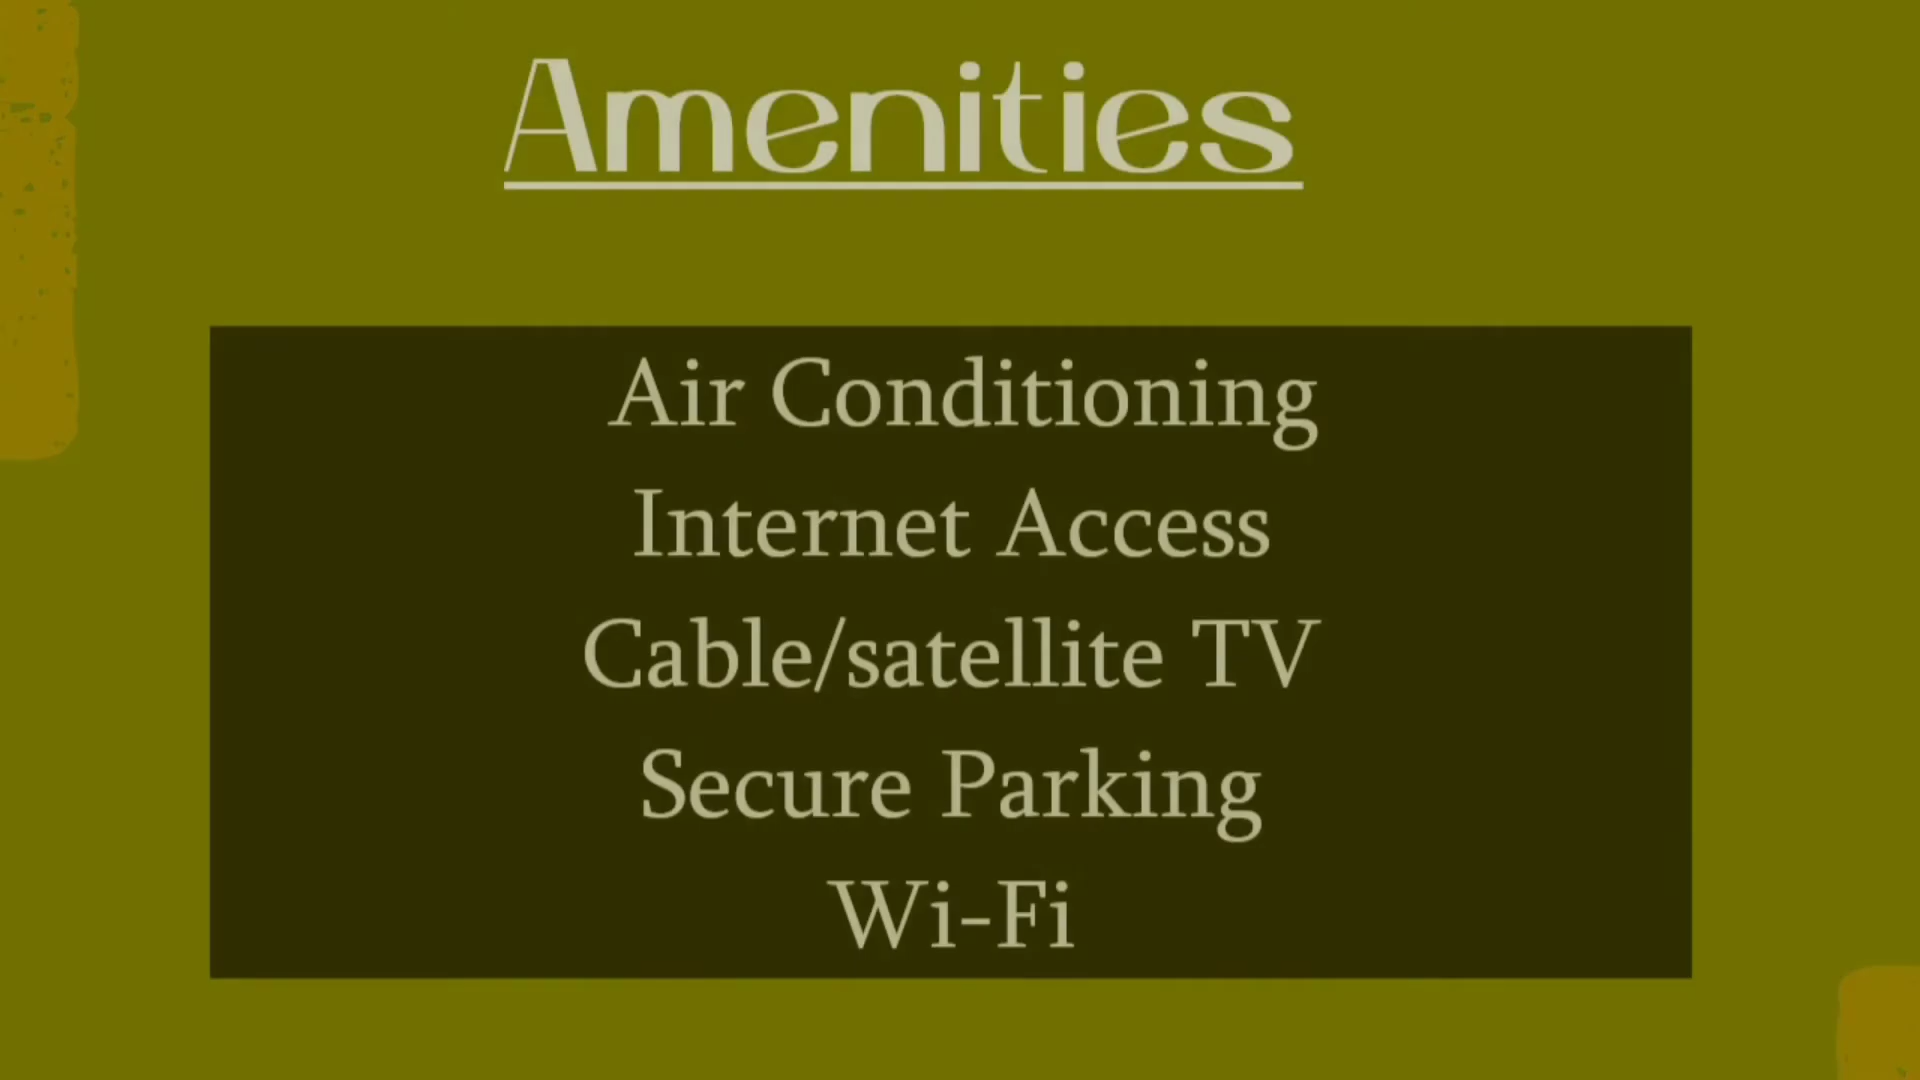 Amenities
Air Conditioning
Internet Access
Cable/satellite TV
Secure Parking
Wi-Fi